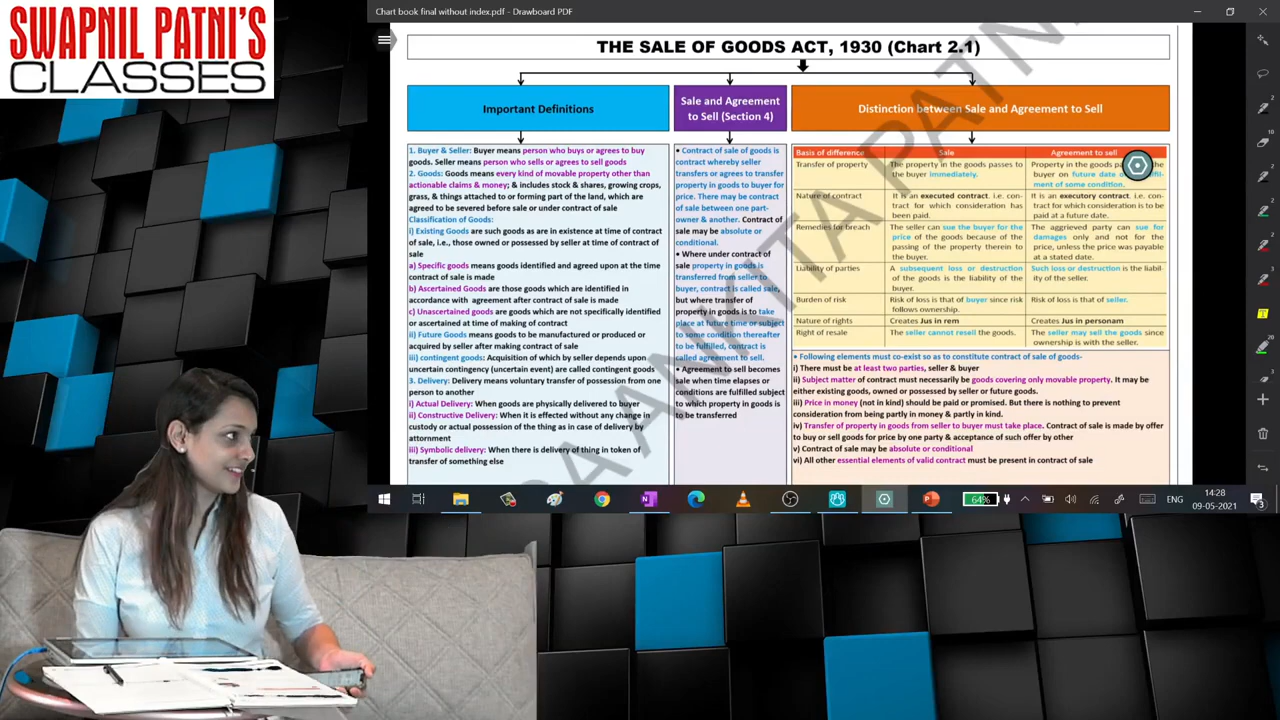 SWAPNIL PATNI'S
CLASSES
Chart book final without index.pdf - Drawboard PDF
THE SALE OF GOODS ACT, 1930 (Chart 2.1)
Important Definitions
1. Buyer & Seller: Buyer means person who buys or agrees to buy
goods. Seller means person who sells or agrees to sell goods
2. Goods: Goods means every kind of movable property other than
actionable claims & money; & includes stock & shares, growing crops,
grass, & things attached to or forming part of the land, which are
agreed to be severed before sale or under contract of sale
Classification of Goods:
i) Existing Goods are such goods as are in existence at time of contract
of sale, i.e., those owned or possessed by seller at time of contract of
sale
a) Specific goods means goods identified and agreed upon at the time
contract of sale is made
b) Ascertained Goods are those goods which are identified in
accordance with agreement after contract of sale is made
c) Unascertained goods are goods which are not specifically identified
or ascertained at time of making of contract
ii) Future Goods means goods to be manufactured or produced or
acquired by seller after making contract of sale
iii) contingent goods: Acquisition of which by seller depends upon
uncertain contingency (uncertain event) are called contingent goods
3. Delivery: Delivery means voluntary transfer of possession from one
person to another
i) Actual Delivery: When goods are physically delivered to buyer
ii) Constructive Delivery: When it is effected without any change in
custody or actual possession of the thing as in case of delivery by
attornment
iii) Symbolic delivery: When there is delivery of thing in token of
transfer of something else
Sale and Agreement
to Sell (Section 4)
• Contract of sale of goods is
contract whereby seller
transfers or agrees to transfer
property in goods to buyer for
price. There may be contract
of sale between one part-
owner & another. Contract of
sale may be absolute or
conditional.
• Where under contract of
sale property in goods is
transferred from seller to
buyer, contract is called sale,
but where transfer of
property in goods is to take
place at future time or subject
to some condition thereafter
to be fulfilled, contract is
called agreement to sell.
• Agreement to sell becomes
sale when time elapses or
conditions are fulfilled subject
to which property in goods is
to be transferred
Distinction between Sale and Agreement to Sell
Basis of difference Sale Agreement to sell
Transfer of property The property in the goods passes to Property in the goods the
the buyer immediately. buyer on future date
ment of some condition.
Nature of contract It is an executed contract. i.e. con- It is an executory contract. i.e. con-
tract for which consideration has tract for which consideration is to be
been paid. paid at a future date.
Remedies for breach The seller can sue the buyer for the The aggrieved party can sue for
price of the goods because of the damages only and not for the
passing of the property therein to price, unless the price was payable
the buyer. at a stated date.
Liability of parties A subsequent loss or destruction Such loss or destruction is the liabil-
of the goods is the liability of the ity of the seller.
buyer.
Burden of risk Risk of loss is that of buyer since risk Risk of loss is that of seller.
follows ownership.
Nature of rights Creates Jus in rem Creates Jus in personam
Right of resale The seller cannot resell the goods. The seller may sell the goods since
ownership is with the seller.
• Following elements must co-exist so as to constitute contract of sale of goods-
i) There must be at least two parties, seller & buyer
ii) Subject matter of contract must necessarily be goods covering only movable property. It may be
either existing goods, owned or possessed by seller or future goods.
iii) Price in money (not in kind) should be paid or promised. But there is nothing to prevent
consideration from being partly in money & partly in kind.
iv) Transfer of property in goods from seller to buyer must take place. Contract of sale is made by offer
to buy or sell goods for price by one party & acceptance of such offer by other
v) Contract of sale may be absolute or conditional
vi) All other essential elements of valid contract must be present in contract of sale
64%
ENG
14:28
09-05-2021